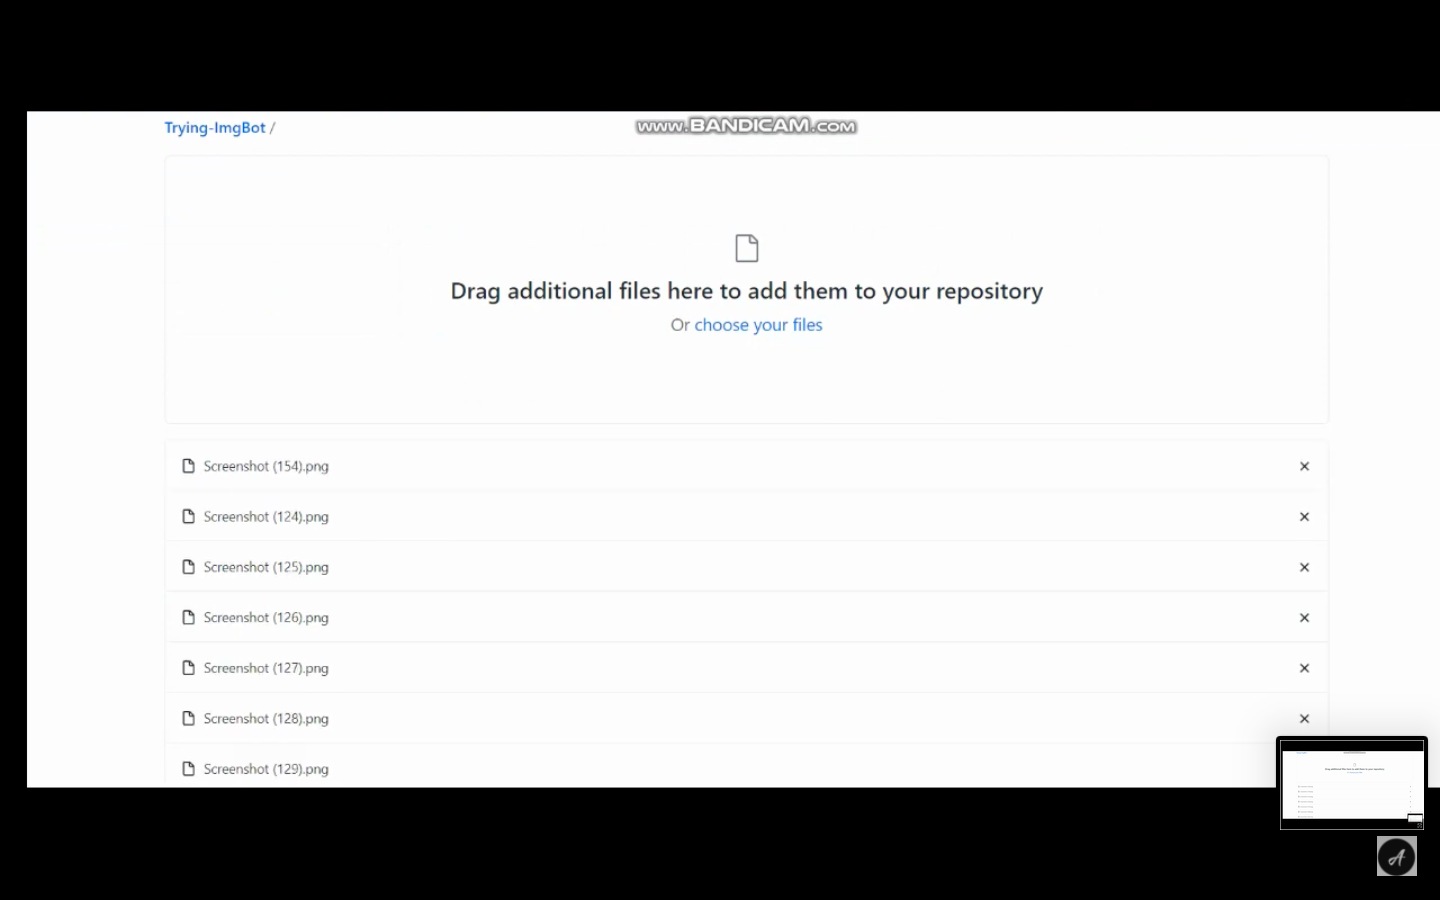 Trying-ImgBot /
www.BANDICAM.com
Drag additional files here to add them to your repository
Or choose your files
Screenshot (154).png
Screenshot (124).png
Screenshot (125).png
Screenshot (126).png
Screenshot (127).png
Screenshot (128).png
Screenshot (129).png
A